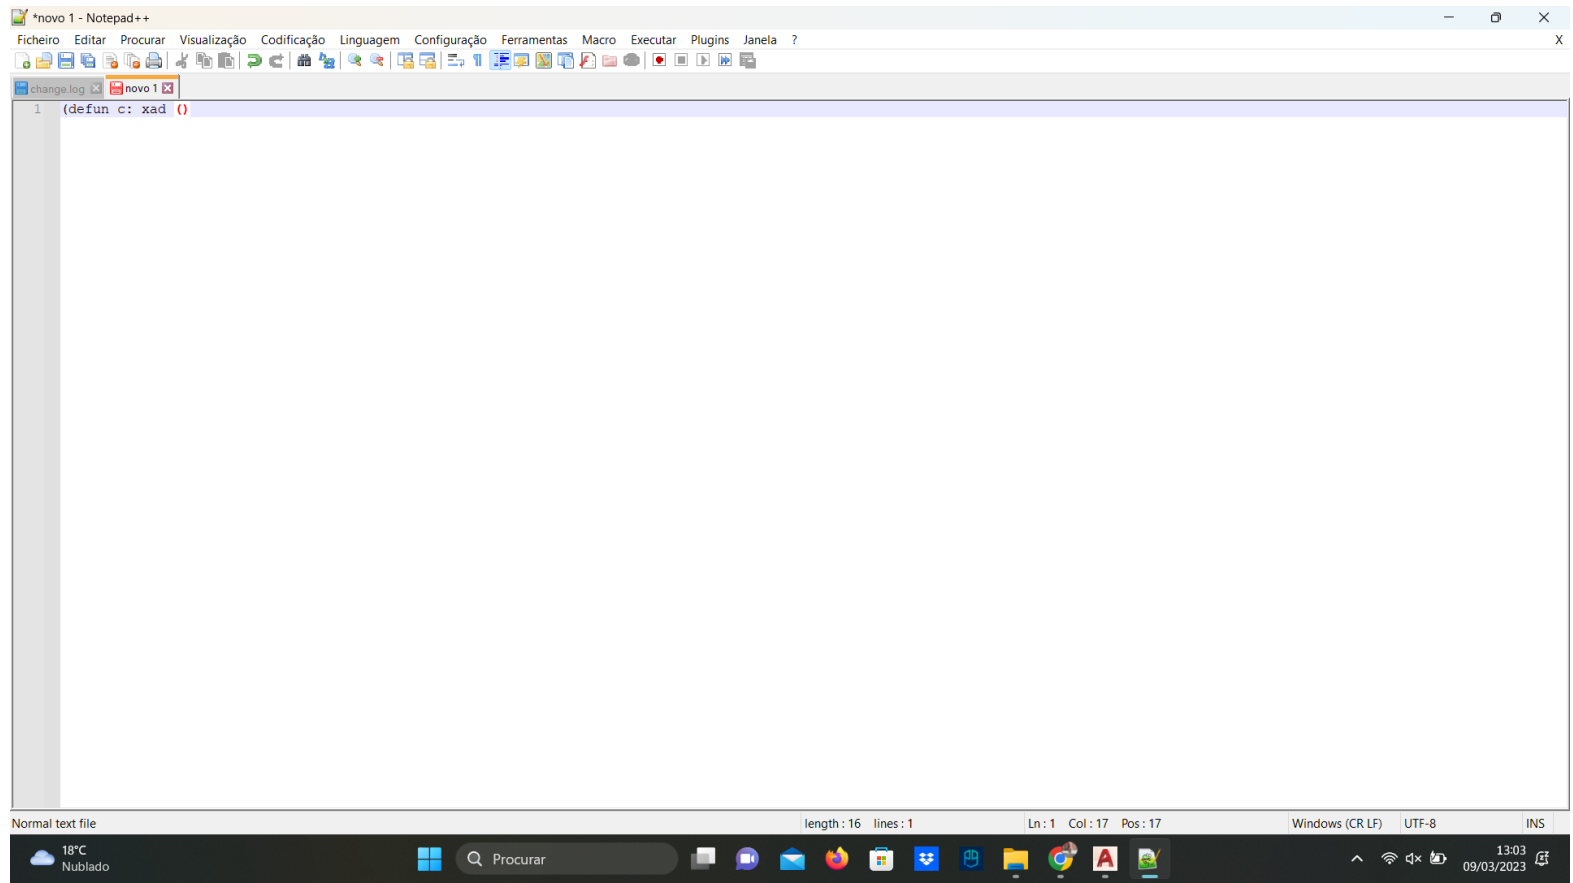 *novo 1 - Notepad++
Ficheiro Editar Procurar Visualização Codificação Linguagem Configuração Ferramentas Macro Executar Plugins Janela ? X
change.log novo 1
1 (defun c: xad ()
Normal text file length : 16 lines : 1 Ln : 1 Col : 17 Pos : 17 Windows (CR LF) UTF-8 INS
18°C
Nublado
Procurar
13:03
09/03/2023